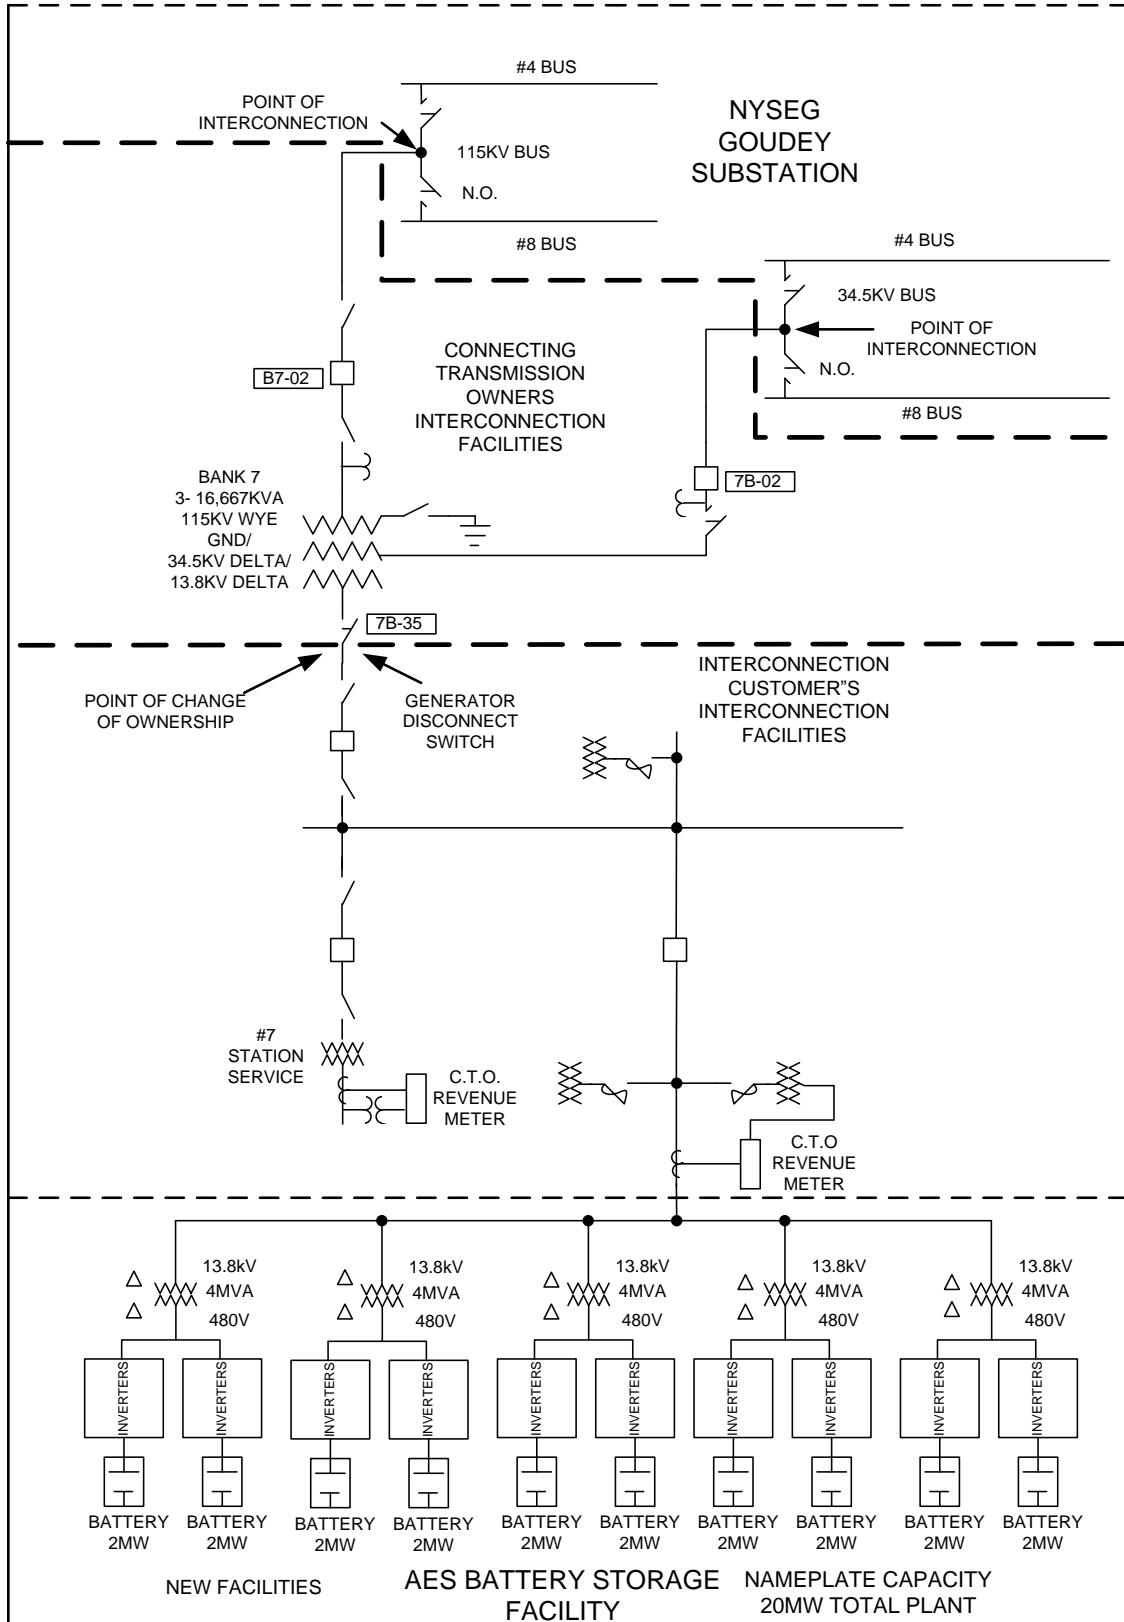 #4 BUS
POINT OF
INTERCONNECTION
NYSEG
GOUDEY
SUBSTATION
115KV BUS
N.O.
#8 BUS
#4 BUS
34.5KV BUS
POINT OF
INTERCONNECTION
N.O.
#8 BUS
CONNECTING
TRANSMISSION
OWNERS
INTERCONNECTION
FACILITIES
B7-02
7B-02
BANK 7
3- 16,667KVA
115KV WYE
GND/
34.5KV DELTA/
13.8KV DELTA
7B-35
POINT OF CHANGE
OF OWNERSHIP
GENERATOR
DISCONNECT
SWITCH
INTERCONNECTION
CUSTOMER"S
INTERCONNECTION
FACILITIES
#7
STATION
SERVICE
C.T.O.
REVENUE
METER
C.T.O
REVENUE
METER
13.8kV
4MVA
480V
13.8kV
4MVA
480V
13.8kV
4MVA
480V
13.8kV
4MVA
480V
13.8kV
4MVA
480V
INVERTERS
INVERTERS
INVERTERS
INVERTERS
INVERTERS
INVERTERS
INVERTERS
INVERTERS
INVERTERS
INVERTERS
BATTERY
2MW
BATTERY
2MW
BATTERY
2MW
BATTERY
2MW
BATTERY
2MW
BATTERY
2MW
BATTERY
2MW
BATTERY
2MW
BATTERY
2MW
BATTERY
2MW
NEW FACILITIES
AES BATTERY STORAGE
FACILITY
NAMEPLATE CAPACITY
20MW TOTAL PLANT